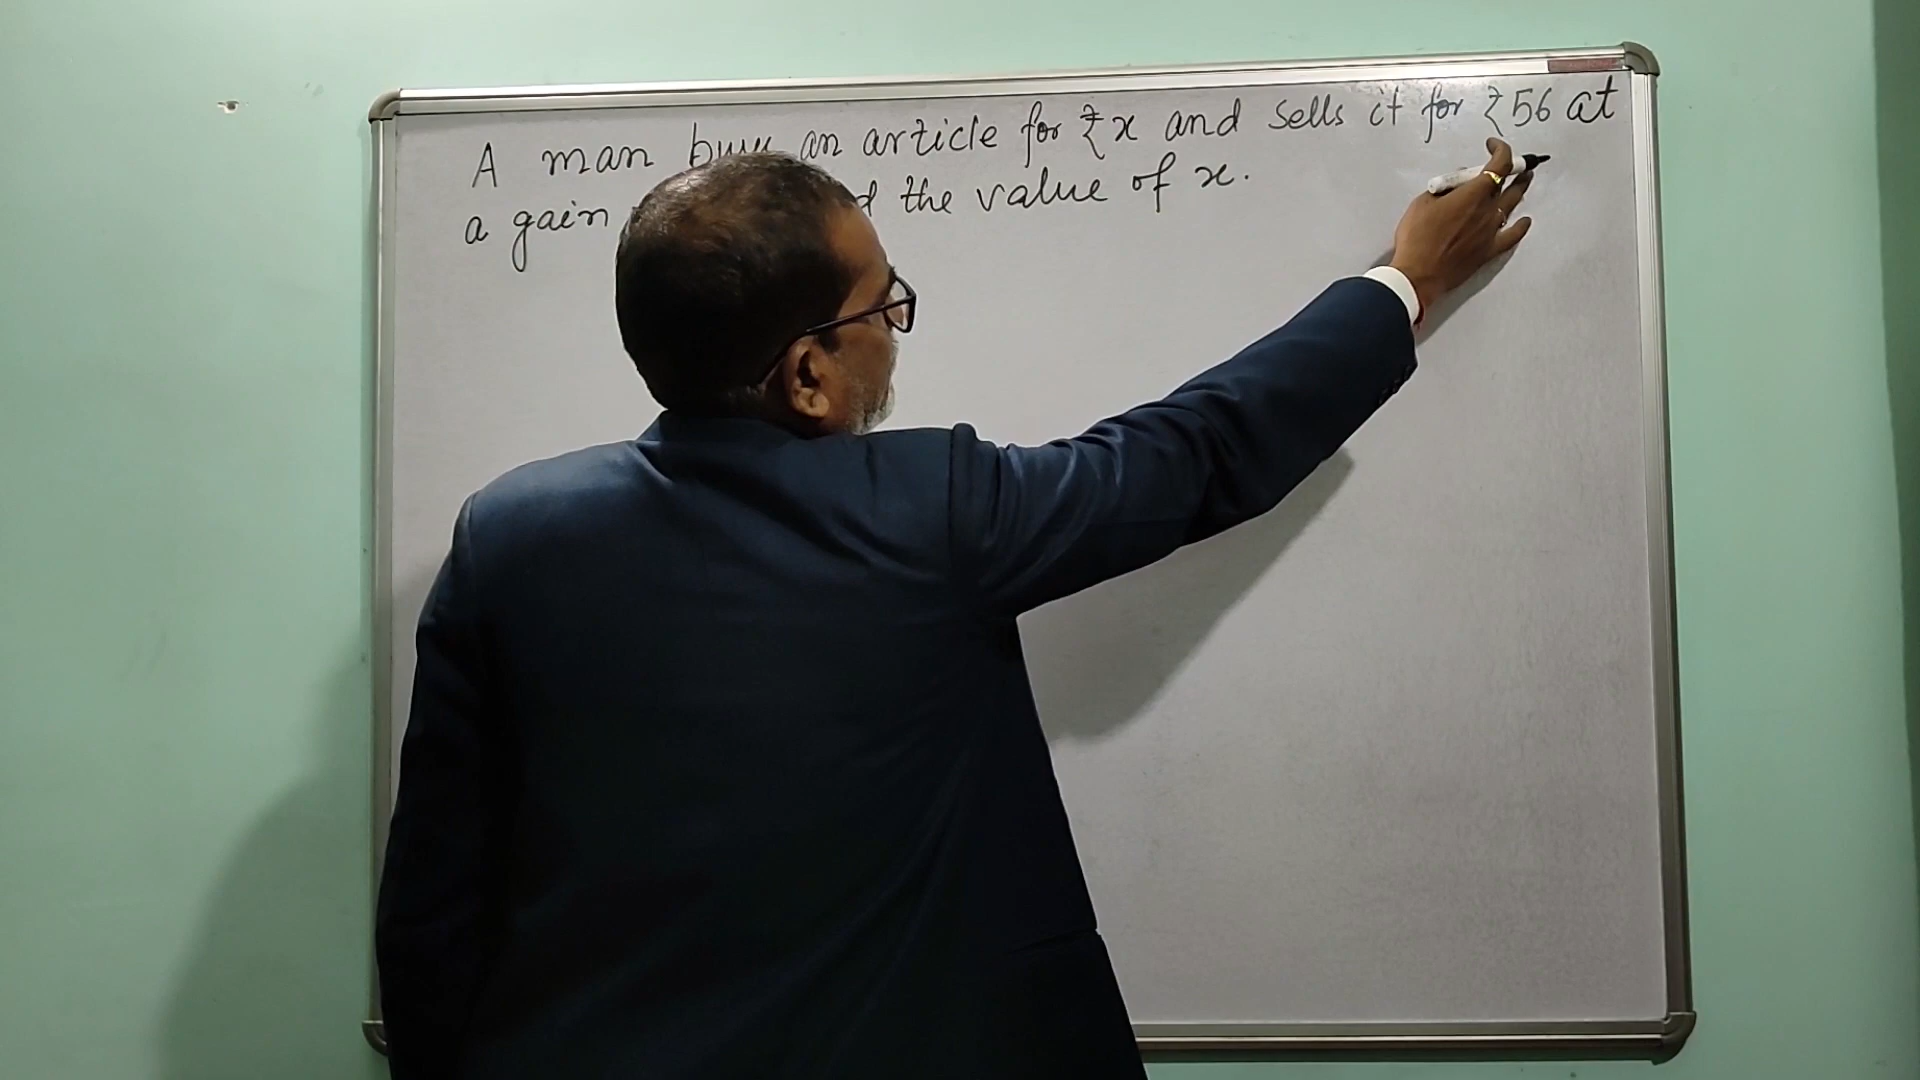 A man buys an article for ₹x and sells it for ₹56 at
a gain the value of x.